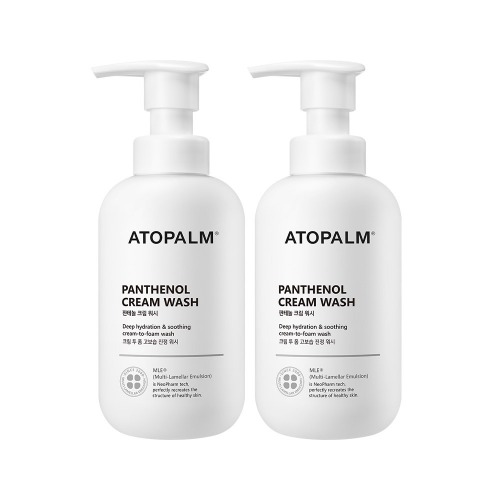 ATOPALM®
PANTHENOL
CREAM WASH
판테놀 크림 워시
Deep hydration & soothing
cream-to-foam wash
크림 투 폼 고보습 진정 워시
MLE®
(Multi-Lamellar Emulsion)
is NeoPharm tech.
perfectly recreates the
structure of healthy skin.
ATOPALM®
PANTHENOL
CREAM WASH
판테놀 크림 워시
Deep hydration & soothing
cream-to-foam wash
크림 투 폼 고보습 진정 워시
MLE®
(Multi-Lamellar Emulsion)
is NeoPharm tech.
perfectly recreates the
structure of healthy skin.